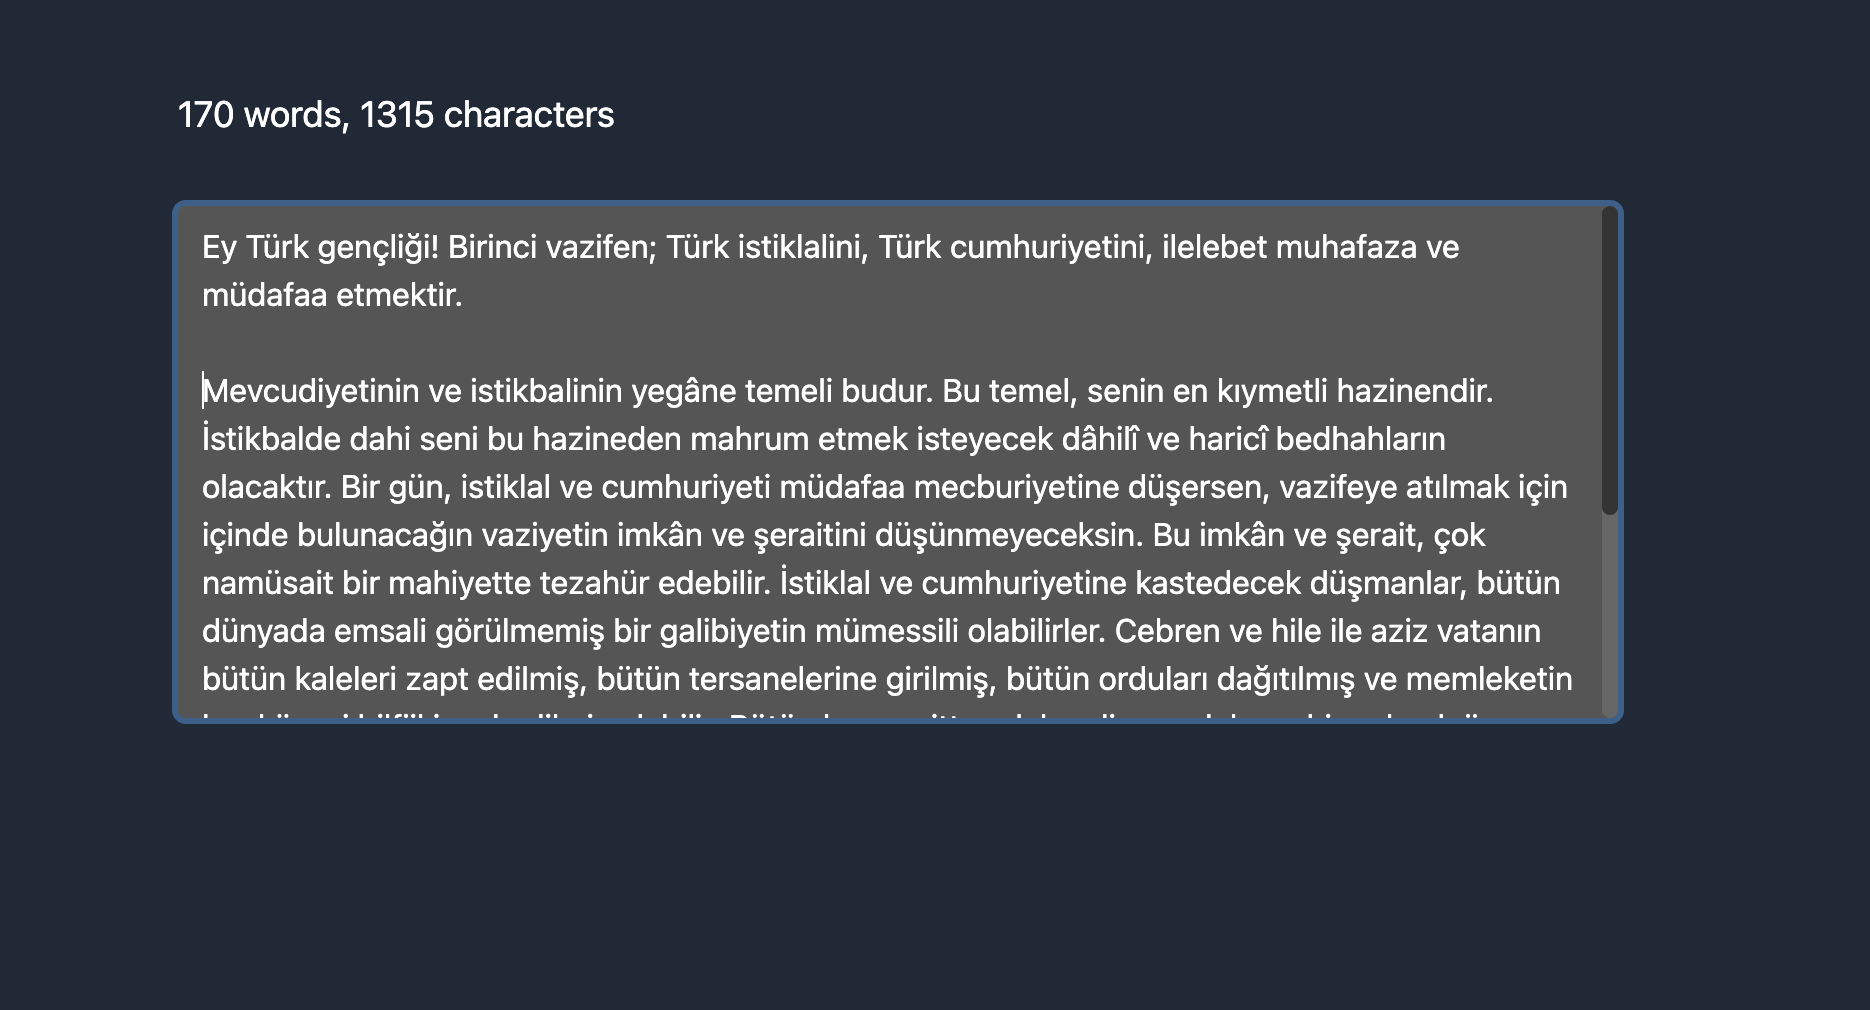 170 words, 1315 characters
Ey Türk gençliği! Birinci vazifen; Türk istiklalini, Türk cumhuriyetini, ilelebet muhafaza ve
müdafaa etmektir.
Mevcudiyetinin ve istikbalinin yegâne temeli budur. Bu temel, senin en kıymetli hazinendir.
İstikbalde dahi seni bu hazineden mahrum etmek isteyecek dâhilî ve haricî bedhahların
olacaktır. Bir gün, istiklal ve cumhuriyeti müdafaa mecburiyetine düşersen, vazifeye atılmak için
içinde bulunacağın vaziyetin imkân ve şeraitini düşünmeyeceksin. Bu imkân ve şerait, çok
namüsait bir mahiyette tezahür edebilir. İstiklal ve cumhuriyetine kastedecek düşmanlar, bütün
dünyada emsali görülmemiş bir galibiyetin mümessili olabilirler. Cebren ve hile ile aziz vatanın
bütün kaleleri zapt edilmiş, bütün tersanelerine girilmiş, bütün orduları dağıtılmış ve memleketin